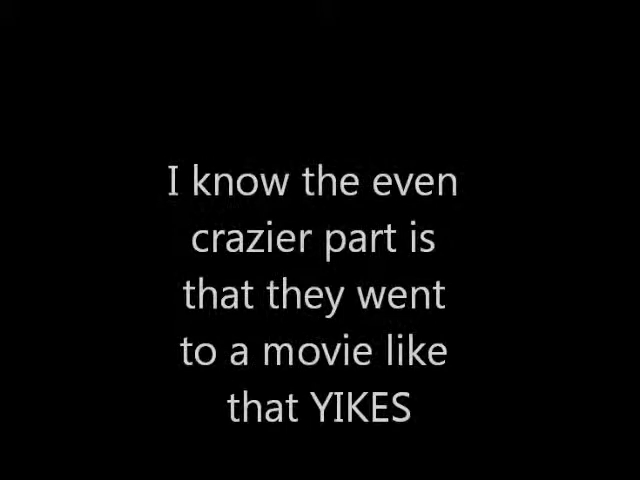 I know the even
crazier part is
that they went
to a movie like
that YIKES